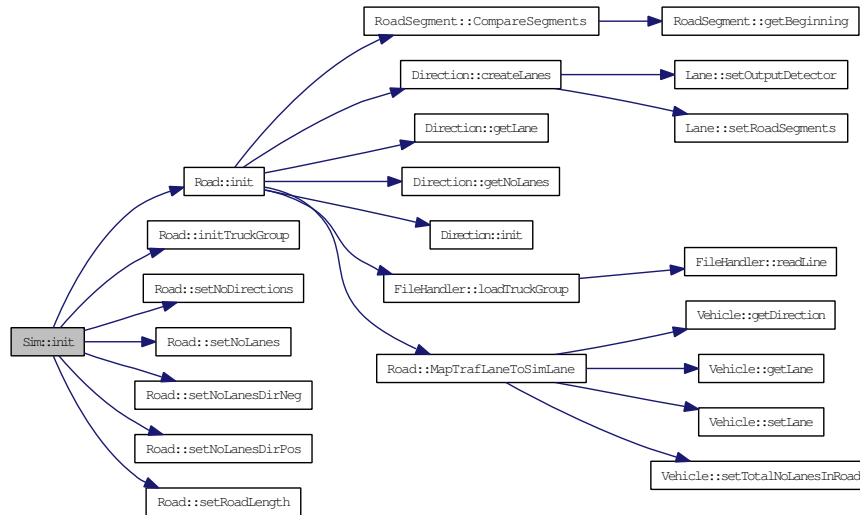 RoadSegment::CompareSegments
RoadSegment::getBeginning
Direction::createLanes
Lane::setOutputDetector
Direction::getLane
Lane::setRoadSegments
Road::init
Direction::getNoLanes
Road::initTruckGroup
Direction::init
FileHandler::readLine
Road::setNoDirections
FileHandler::loadTruckGroup
Vehicle::getDirection
Sim::init
Road::setNoLanes
Road::MapTrafLaneToSimLane
Vehicle::getLane
Road::setNoLanesDirNeg
Vehicle::setLane
Road::setNoLanesDirPos
Vehicle::setTotalNoLanesInRoad
Road::setRoadLength